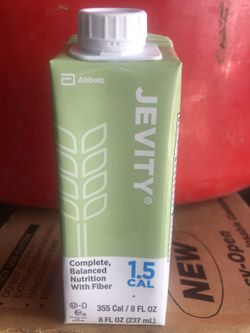 Abbott
JEVITY®
Complete,
Balanced
Nutrition
With Fiber
1.5
CAL
355 Cal / 8 FL OZ
8 FL OZ (237 mL)
NEW